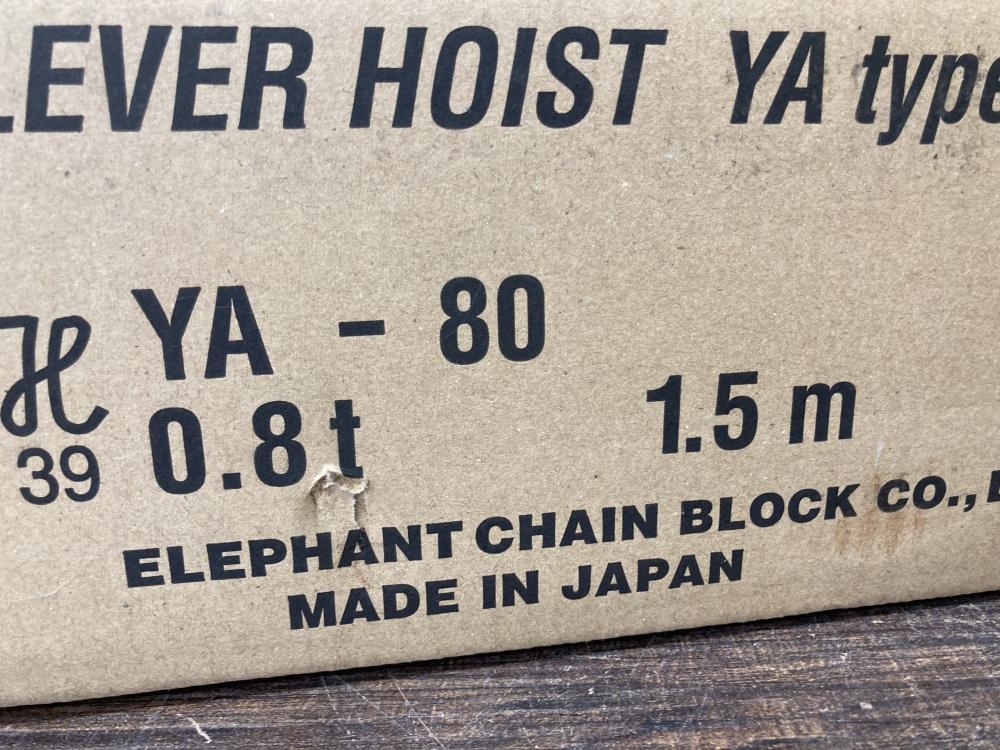 LEVER HOIST YA type
YA - 80
0.8t 1.5 m
39
ELEPHANT CHAIN BLOCK CO.,
MADE IN JAPAN